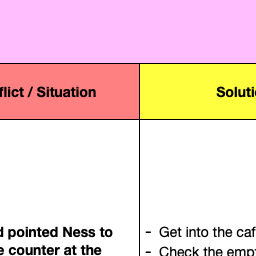 flict / Situation
Soluti
d pointed Ness to
- Get into the caf
e counter at the
- Check the empt